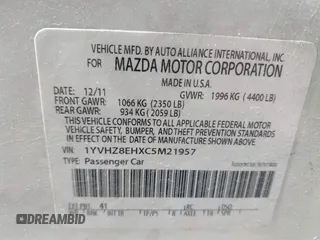 VEHICLE MFD. BY AUTO ALLIANCE INTERNATIONAL, INC.
FOR MAZDA MOTOR CORPORATION
MADE IN U.S.A.
DATE: 12/11 GVWR: 1996 KG (4400 LB)
FRONT GAWR: 1066 KG (2350 LB)
REAR GAWR: 934 KG (2059 LB)
THIS VEHICLE CONFORMS TO ALL APPLICABLE FEDERAL MOTOR
VEHICLE SAFETY, BUMPER, AND THEFT PREVENTION STANDARDS
IN EFFECT ON THE DATE OF MANUFACTURE SHOWN ABOVE.
VIN: 1YVHZ8EHXC5M21957
TYPE: Passenger Car
41
DREAMBID